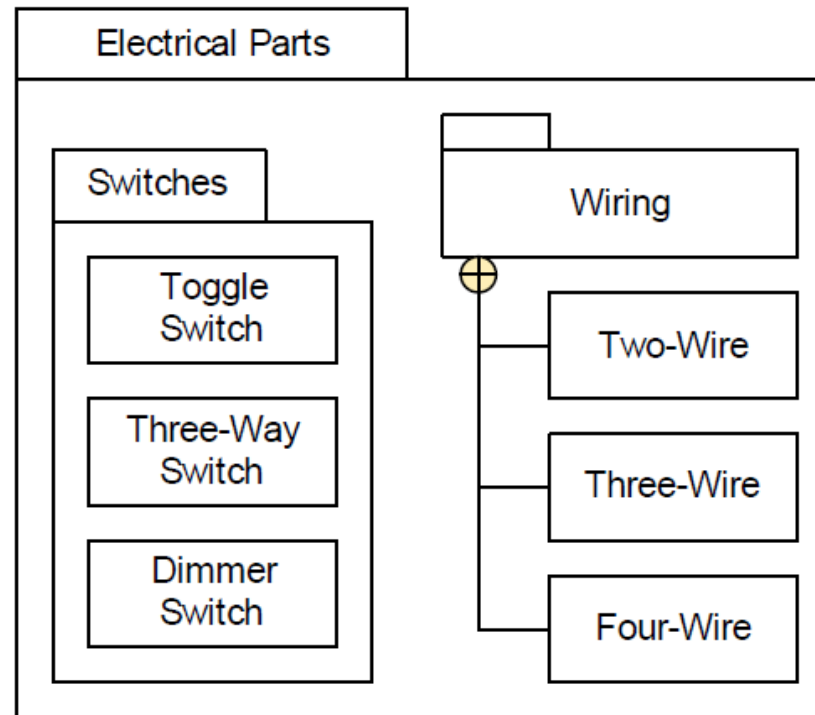 Electrical Parts
Switches
Toggle
Switch
Three-Way
Switch
Dimmer
Switch
Wiring
Two-Wire
Three-Wire
Four-Wire